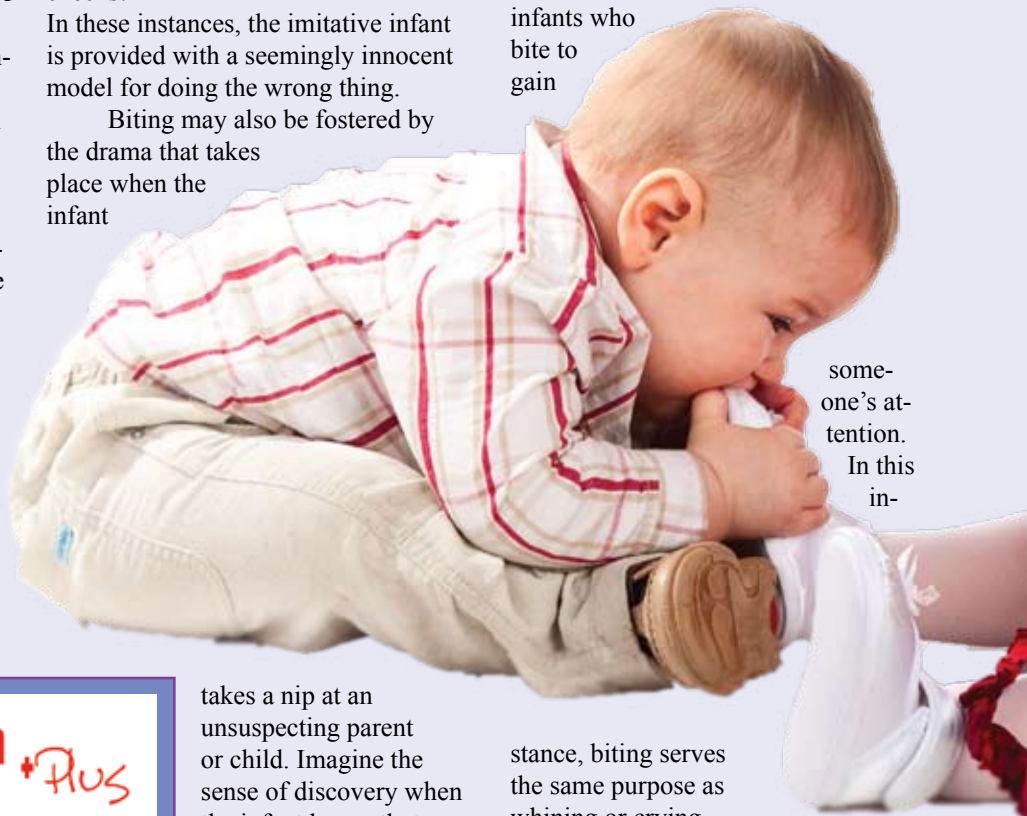 In these instances, the imitative infant
is provided with a seemingly innocent
model for doing the wrong thing.
Biting may also be fostered by
the drama that takes
place when the
infant
takes a nip at an
unsuspecting parent
or child. Imagine the
sense of discovery when
infants who
bite to
gain
some-
one's at-
tention.
In this
in-
stance, biting serves
the same purpose as
whining or crying
+Plus